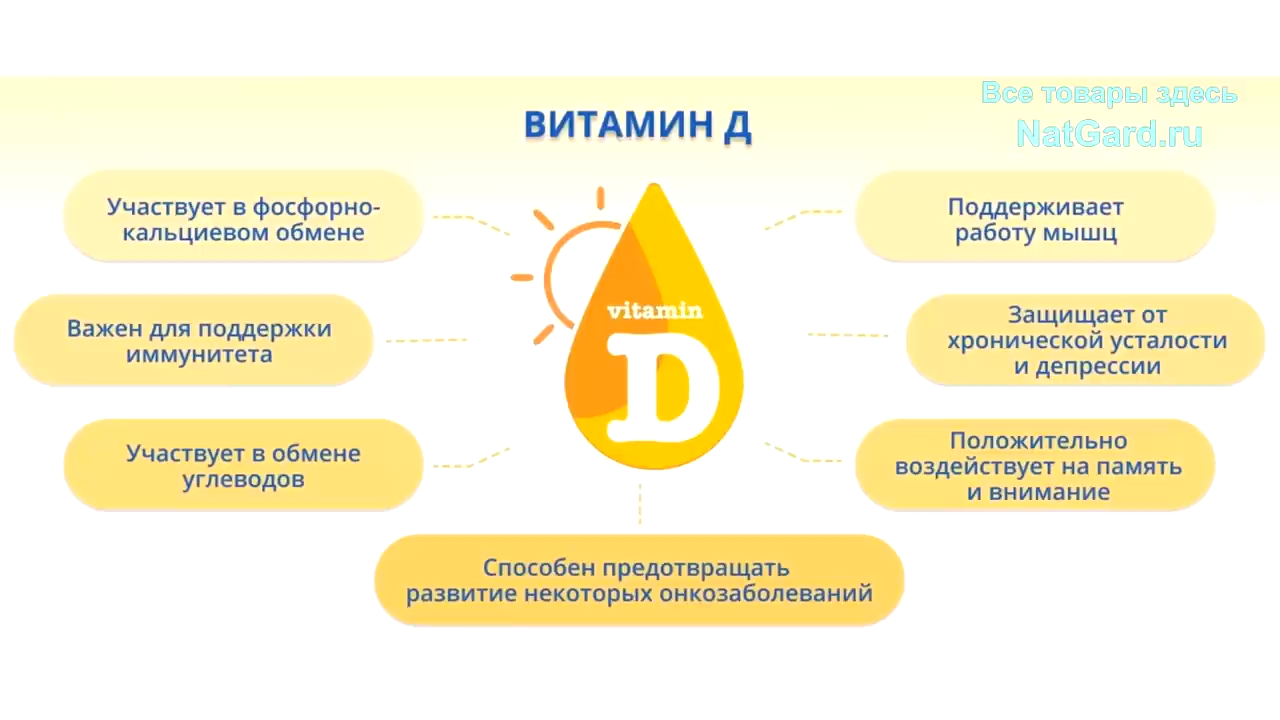 Все товары здесь
NatGard.ru
ВИТАМИН Д
Участвует в фосфорно-
кальциевом обмене
Важен для поддержки
иммунитета
Участвует в обмене
углеводов
vitamin
D
Поддерживает
работу мышц
Защищает от
хронической усталости
и депрессии
Положительно
воздействует на память
и внимание
Способен предотвращать
развитие некоторых онкозаболеваний